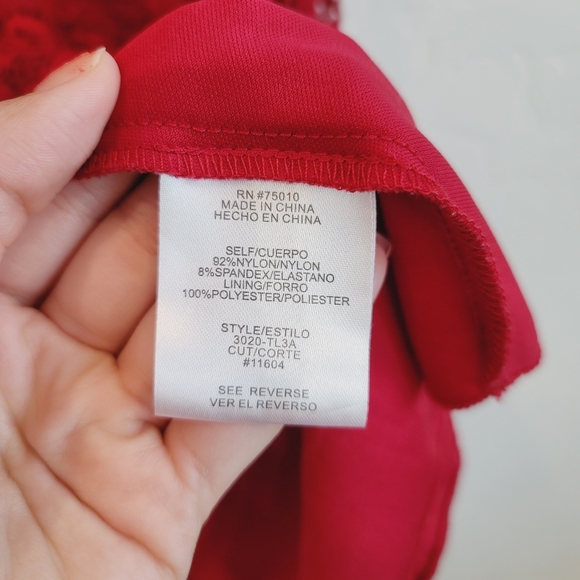 RN #75010
MADE IN CHINA
HECHO EN CHINA
SELF/CUERPO
92%NYLON/NYLON
8%SPANDEX/ELASTANO
LINING/FORRO
100%POLYESTER/POLIESTER
STYLE/ESTILO
3020-TL3A
CUT/CORTE
#11604
SEE REVERSE
VER EL REVERSO